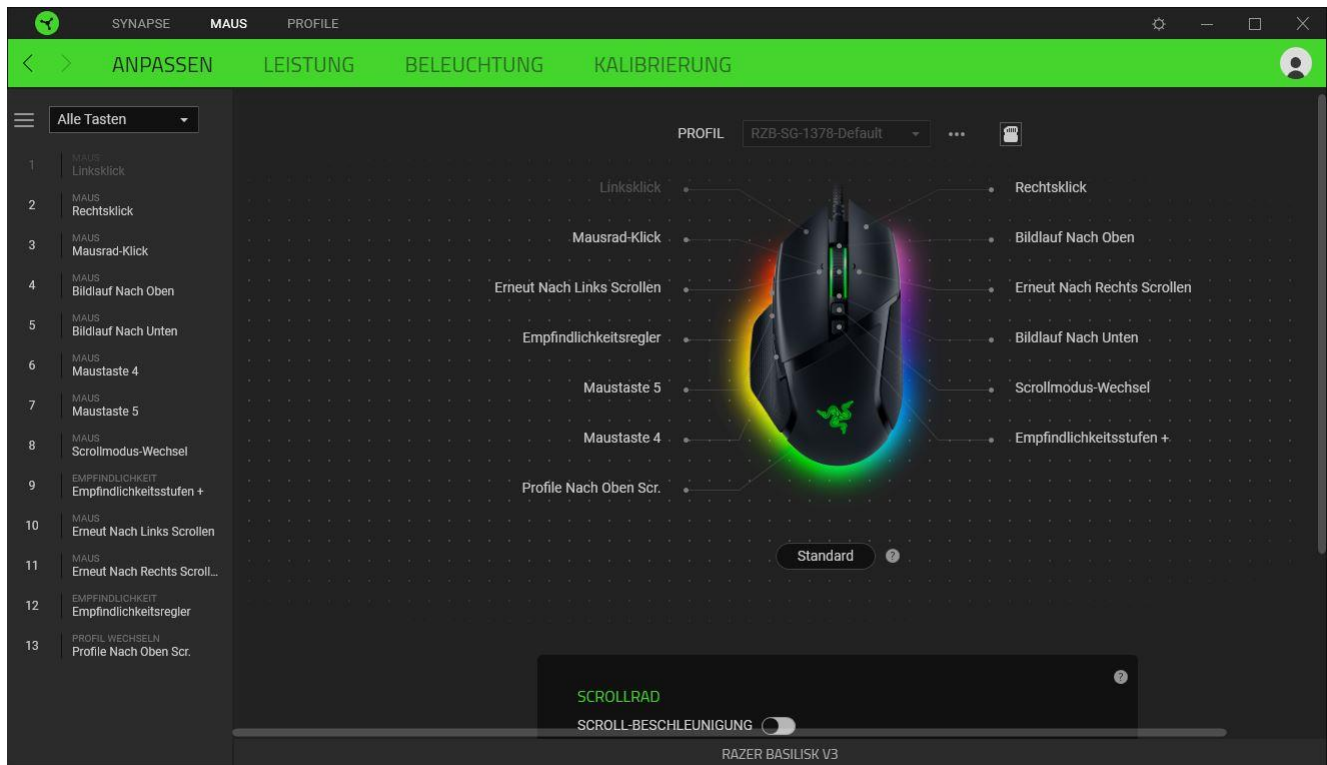 SYNAPSE MAUS PROFILE
ANPASSEN LEISTUNG BELEUCHTUNG KALIBRIERUNG
Alle Tasten
PROFIL RZB-SG-1378-Default
1 MAUS
Linksklick
2 MAUS
Rechtsklick
3 MAUS
Mausrad-Klick
4 MAUS
Bildlauf Nach Oben
5 MAUS
Bildlauf Nach Unten
6 MAUS
Maustaste 4
7 MAUS
Maustaste 5
8 MAUS
Scrollmodus-Wechsel
9 EMPFINDLICHKEIT
Empfindlichkeitsstufen +
10 MAUS
Erneut Nach Links Scrollen
11 MAUS
Erneut Nach Rechts Scroll...
12 EMPFINDLICHKEIT
Empfindlichkeitsregler
13 PROFIL WECHSELN
Profile Nach Oben Scr.
Linksklick
Mausrad-Klick
Erneut Nach Links Scrollen
Empfindlichkeitsregler
Maustaste 5
Maustaste 4
Profile Nach Oben Scr.
Rechtsklick
Bildlauf Nach Oben
Erneut Nach Rechts Scrollen
Bildlauf Nach Unten
Scrollmodus-Wechsel
Empfindlichkeitsstufen +
Standard ?
?
SCROLLRAD
SCROLL-BESCHLEUNIGUNG
RAZER BASILISK V3